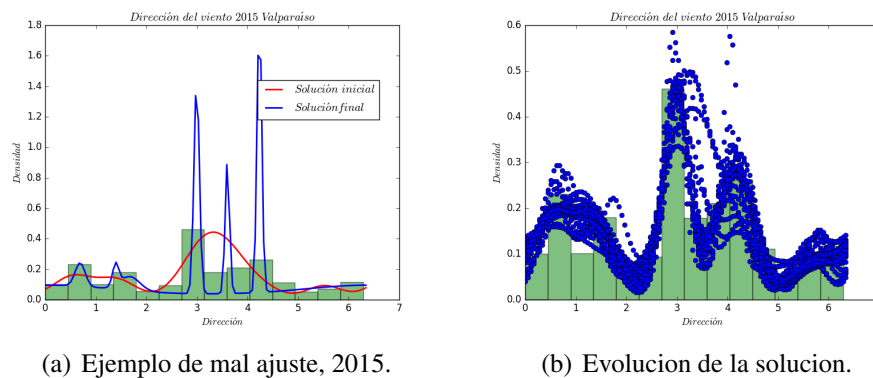 Dirección del viento 2015 Valparaíso
1.8
1.6
1.4
1.2
1.0
0.8
0.6
0.4
0.2
0.0
Densidad
Solución inicial
Solución final
0 1 2 3 4 5 6 7
Dirección
(a) Ejemplo de mal ajuste, 2015.
Dirección del viento 2015 Valparaíso
0.6
0.5
0.4
0.3
0.2
0.1
0.0
Densidad
0 1 2 3 4 5 6
Dirección
(b) Evolucion de la solucion.